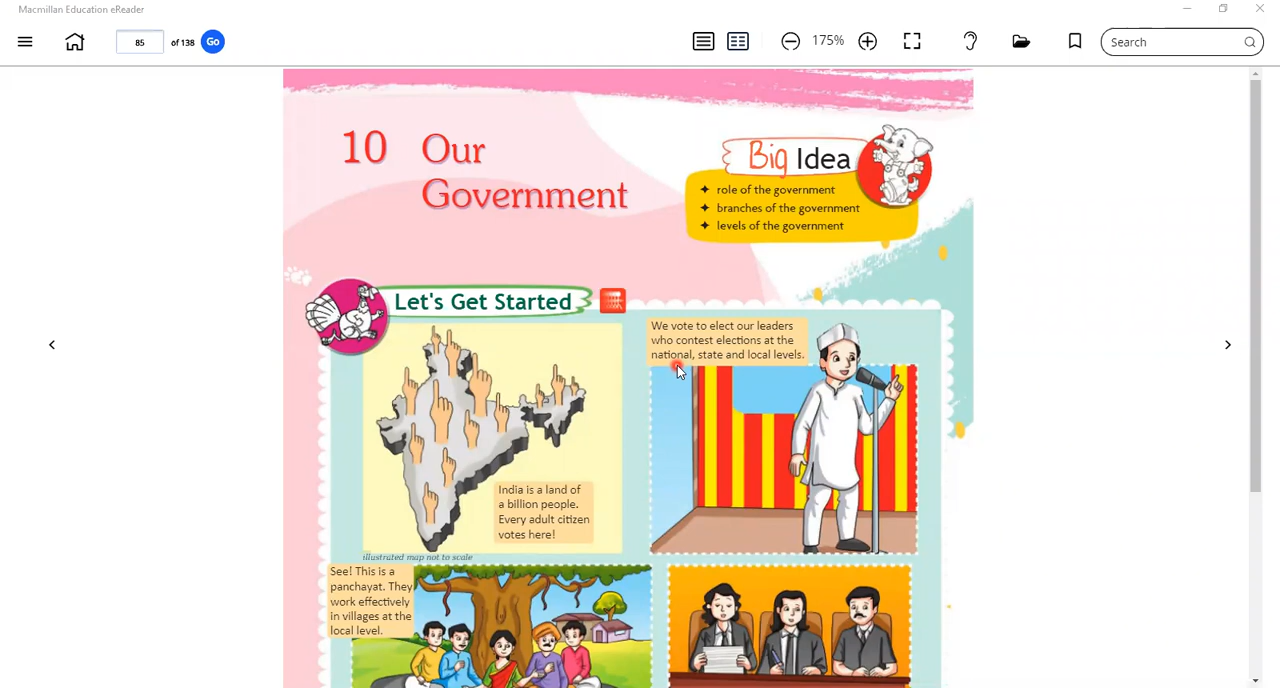 Macmillan Education eReader
85
of 138
Go
175%
Search
10 Our
Government
Big Idea
role of the government
branches of the government
levels of the government
Let's Get Started
We vote to elect our leaders
who contest elections at the
national, state and local levels.
India is a land of
a billion people.
Every adult citizen
votes here!
illustrated map not to scale
See! This is a
panchayat. They
work effectively
in villages at the
local level.